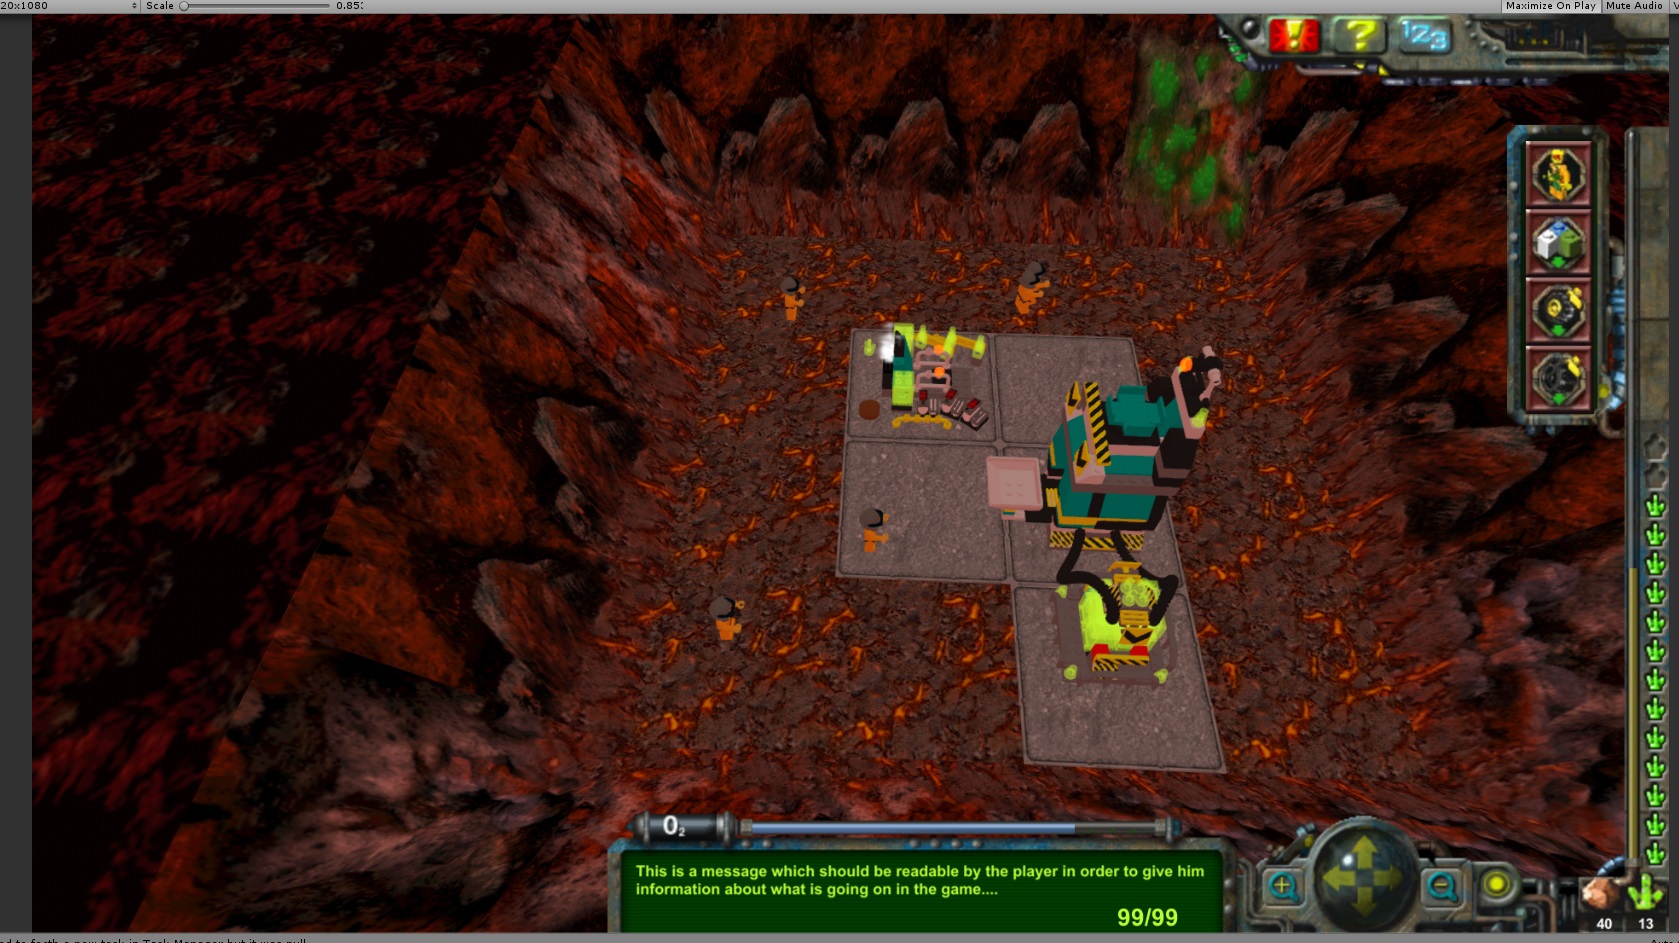 20x1080 Scale 0.85 Maximize On Play Mute Audio
! ? 123
O2
This is a message which should be readable by the player in order to give him
information about what is going on in the game....
99/99
40 13